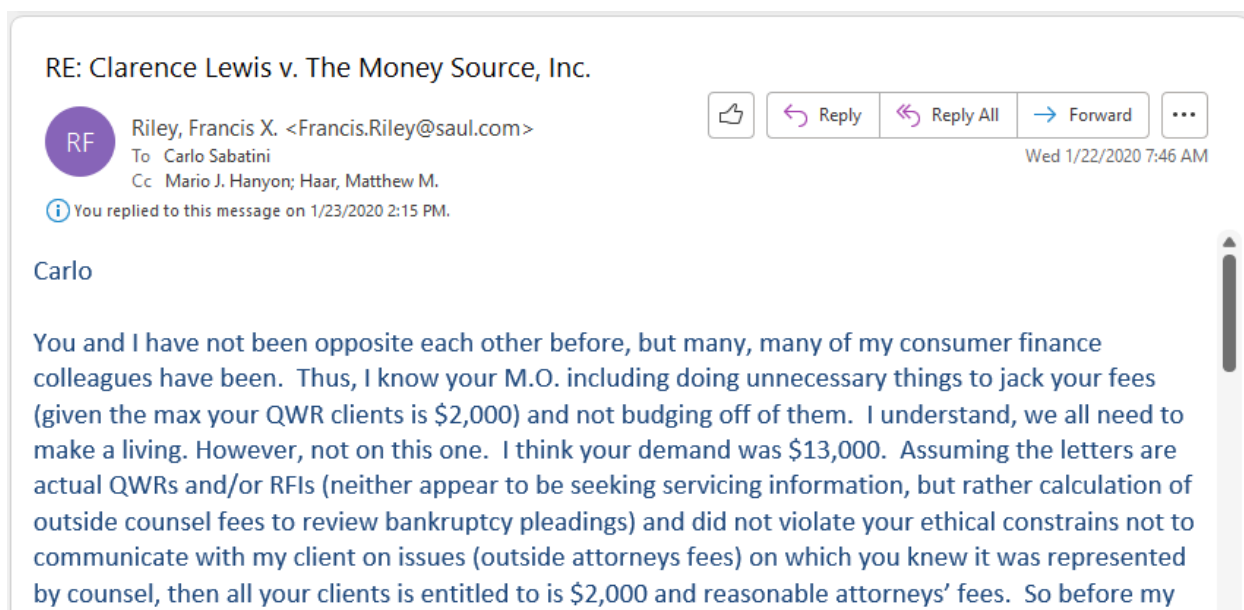 RE: Clarence Lewis v. The Money Source, Inc.
RF
Riley, Francis X. <Francis.Riley@saul.com>
To Carlo Sabatini
Cc Mario J. Hanyon; Haar, Matthew M.
Reply
Reply All
Forward
Wed 1/22/2020 7:46 AM
You replied to this message on 1/23/2020 2:15 PM.
Carlo
You and I have not been opposite each other before, but many, many of my consumer finance
colleagues have been. Thus, I know your M.O. including doing unnecessary things to jack your fees
(given the max your QWR clients is $2,000) and not budging off of them. I understand, we all need to
make a living. However, not on this one. I think your demand was $13,000. Assuming the letters are
actual QWRs and/or RFIs (neither appear to be seeking servicing information, but rather calculation of
outside counsel fees to review bankruptcy pleadings) and did not violate your ethical constrains not to
communicate with my client on issues (outside attorneys fees) on which you knew it was represented
by counsel, then all your clients is entitled to is $2,000 and reasonable attorneys’ fees. So before my